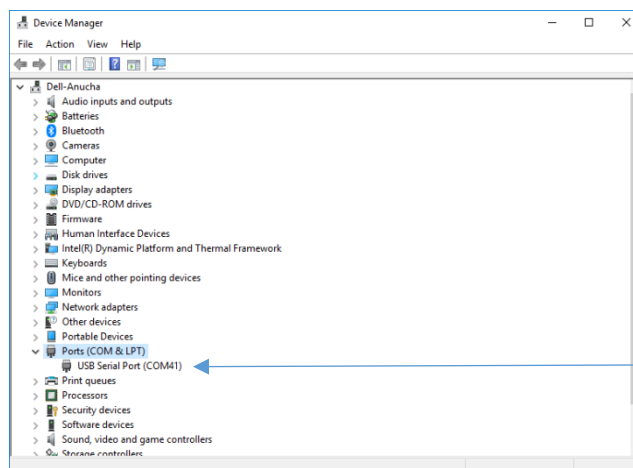 Device Manager
File Action View Help
Dell-Anucha
Audio inputs and outputs
Batteries
Bluetooth
Cameras
Computer
Disk drives
Display adapters
DVD/CD-ROM drives
Firmware
Human Interface Devices
Intel(R) Dynamic Platform and Thermal Framework
Keyboards
Mice and other pointing devices
Monitors
Network adapters
Other devices
Portable Devices
Ports (COM & LPT)
USB Serial Port (COM41)
Print queues
Processors
Security devices
Software devices
Sound, video and game controllers
Storage controllers